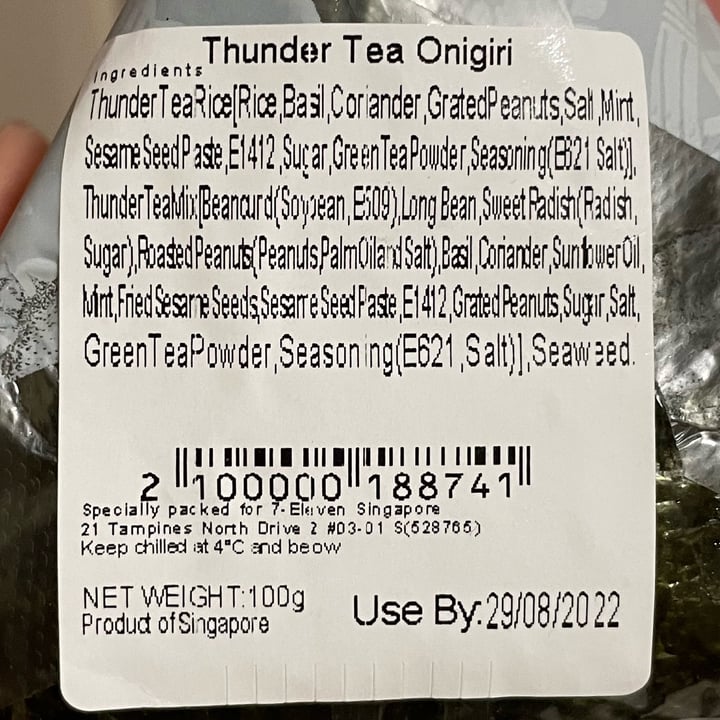 Thunder Tea Onigiri
Ingredients
ThunderTeaRice[Rice,Basil,Coriander,GratedPeanuts,Salt,Mint,
SesameSeedPaste,E1412,Sugar,GreenTeaPowder,Seasoning(E621 Salt)],
ThunderTeaMix[Beancurd(Soybean,E509),Long Bean,Sweet Radish(Radish,
Sugar),Roasted Peanuts(Peanuts,PalmOil and Salt),Basil,Coriander,SunflowerOil,
Mint,Fried Sesame Seeds,Sesame Seed Paste,E1412,Grated Peanuts,Sugar,Salt,
GreenTeaPowder,Seasoning(E621,Salt)],Seaweed.
2 100000 188741
Specially packed for 7-Eleven Singapore
21 Tampines North Drive 2 #03-01 S(528765)
Keep chilled at 4°C and beow
NET WEIGHT:100g
Product of Singapore
Use By:29/08/2022